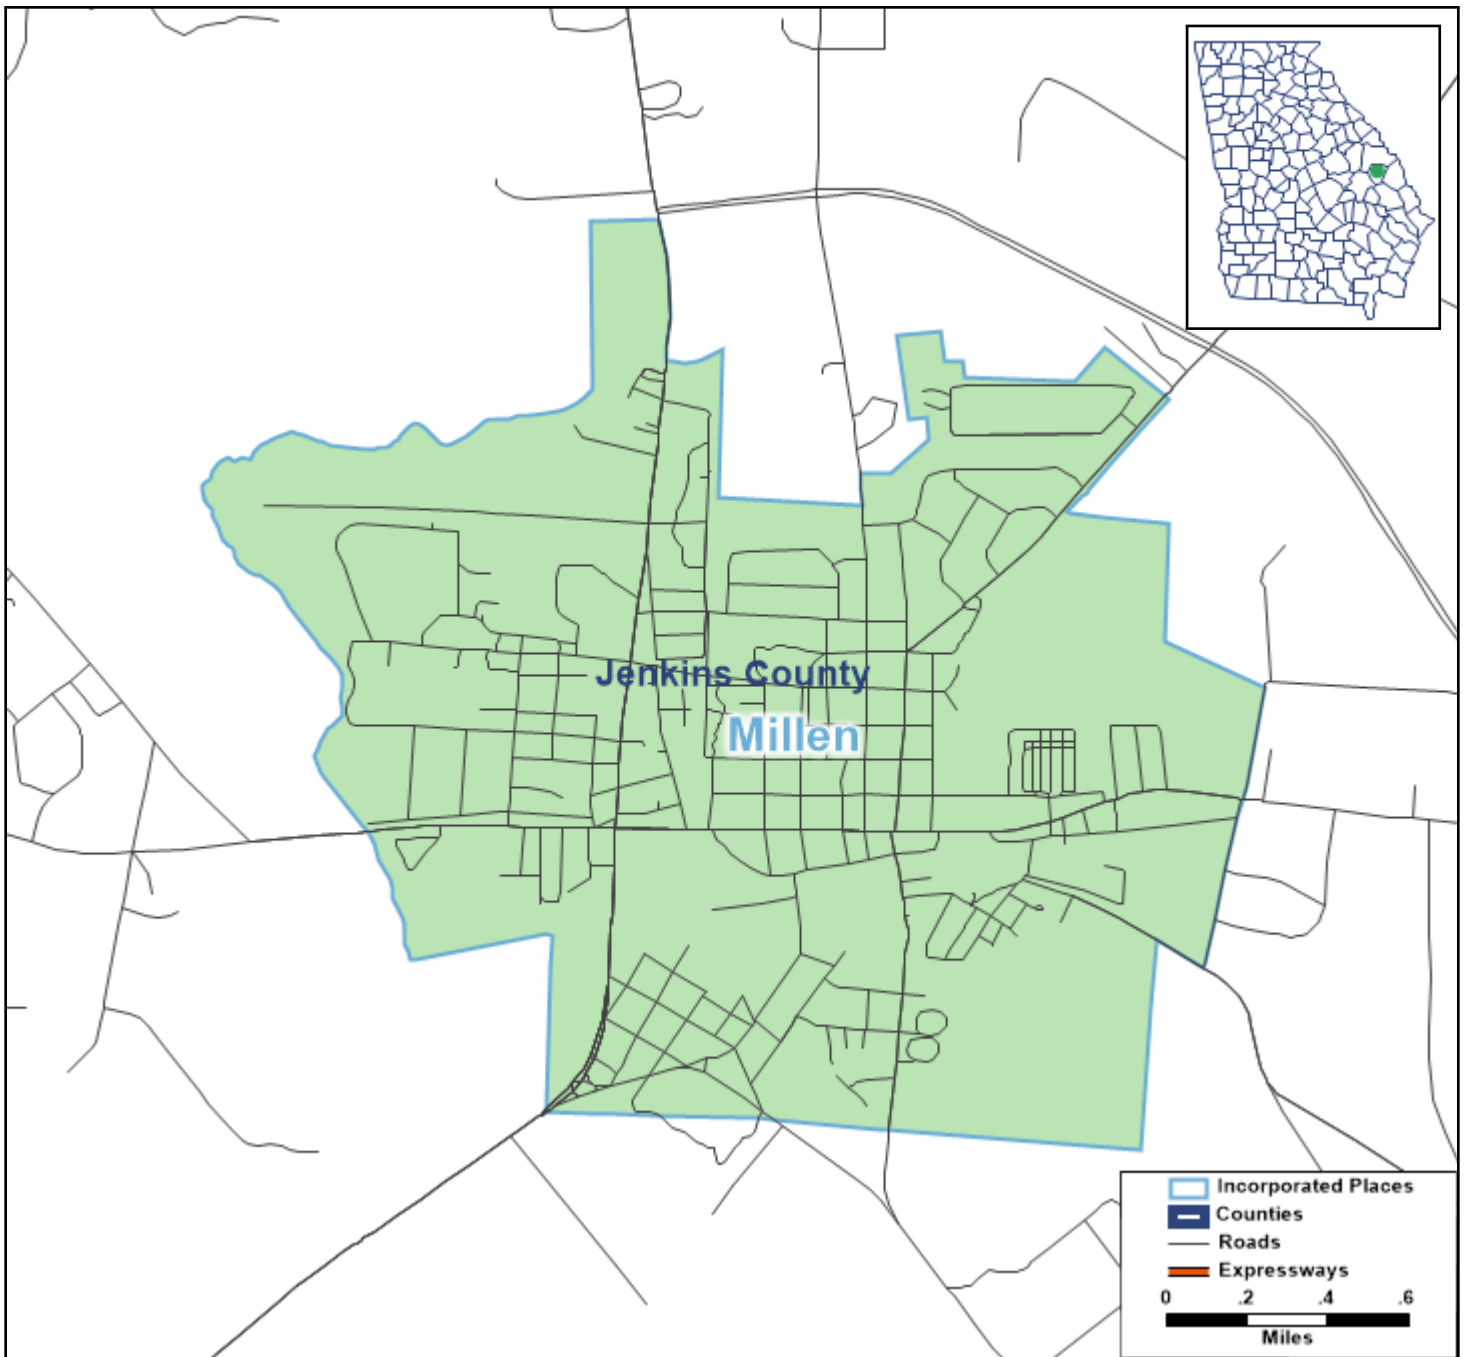 Jenkins County
Millen
Incorporated Places
Counties
Roads
Expressways
0 .2 .4 .6
Miles